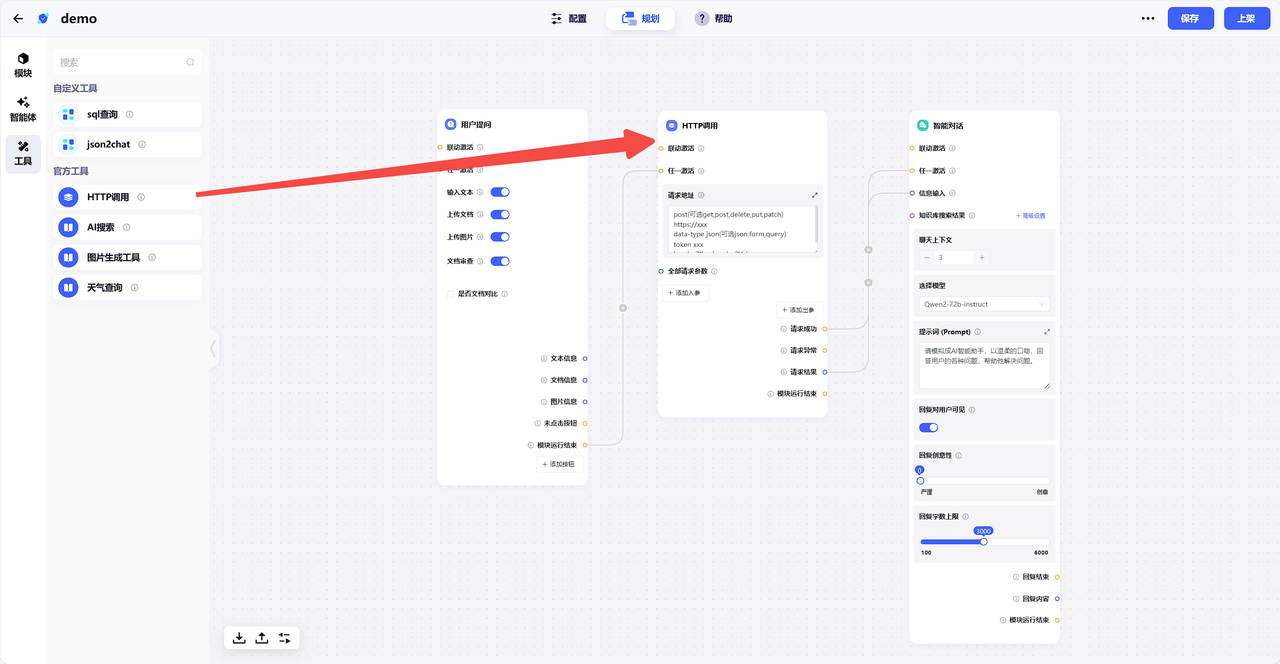 demo
配置
规划
? 帮助
保存
上架
模块
智能体
工具
搜索
自定义工具
sql查询
json2chat
官方工具
HTTP调用
AI搜索
图片生成工具
天气查询
用户提问
联动激活
任一激活
输入文本
上传文档
上传图片
文档审查
是否文档对比
文本信息
文档信息
图片信息
未点击按钮
模块运行结束
+ 添加按钮
HTTP调用
联动激活
任一激活
请求地址
post(可选get,post,delete,put,patch)
https://xxx
data-type json(可选json,form,query)
token xxx
全部请求参数
+ 添加入参
+ 添加出参
请求成功
请求异常
请求结果
模块运行结束
智能对话
联动激活
任一激活
信息输入
知识库搜索结果
+ 高级设置
聊天上下文
− 3 +
选择模型
Qwen2-72b-instruct
提示词 (Prompt)
请模拟成AI智能助手，以温柔的口吻，回
答用户的各种问题，帮助他解决问题。
回复对用户可见
回复创意性
0
严谨
创意
回复字数上限
3000
100
6000
回复结束
回复内容
模块运行结束